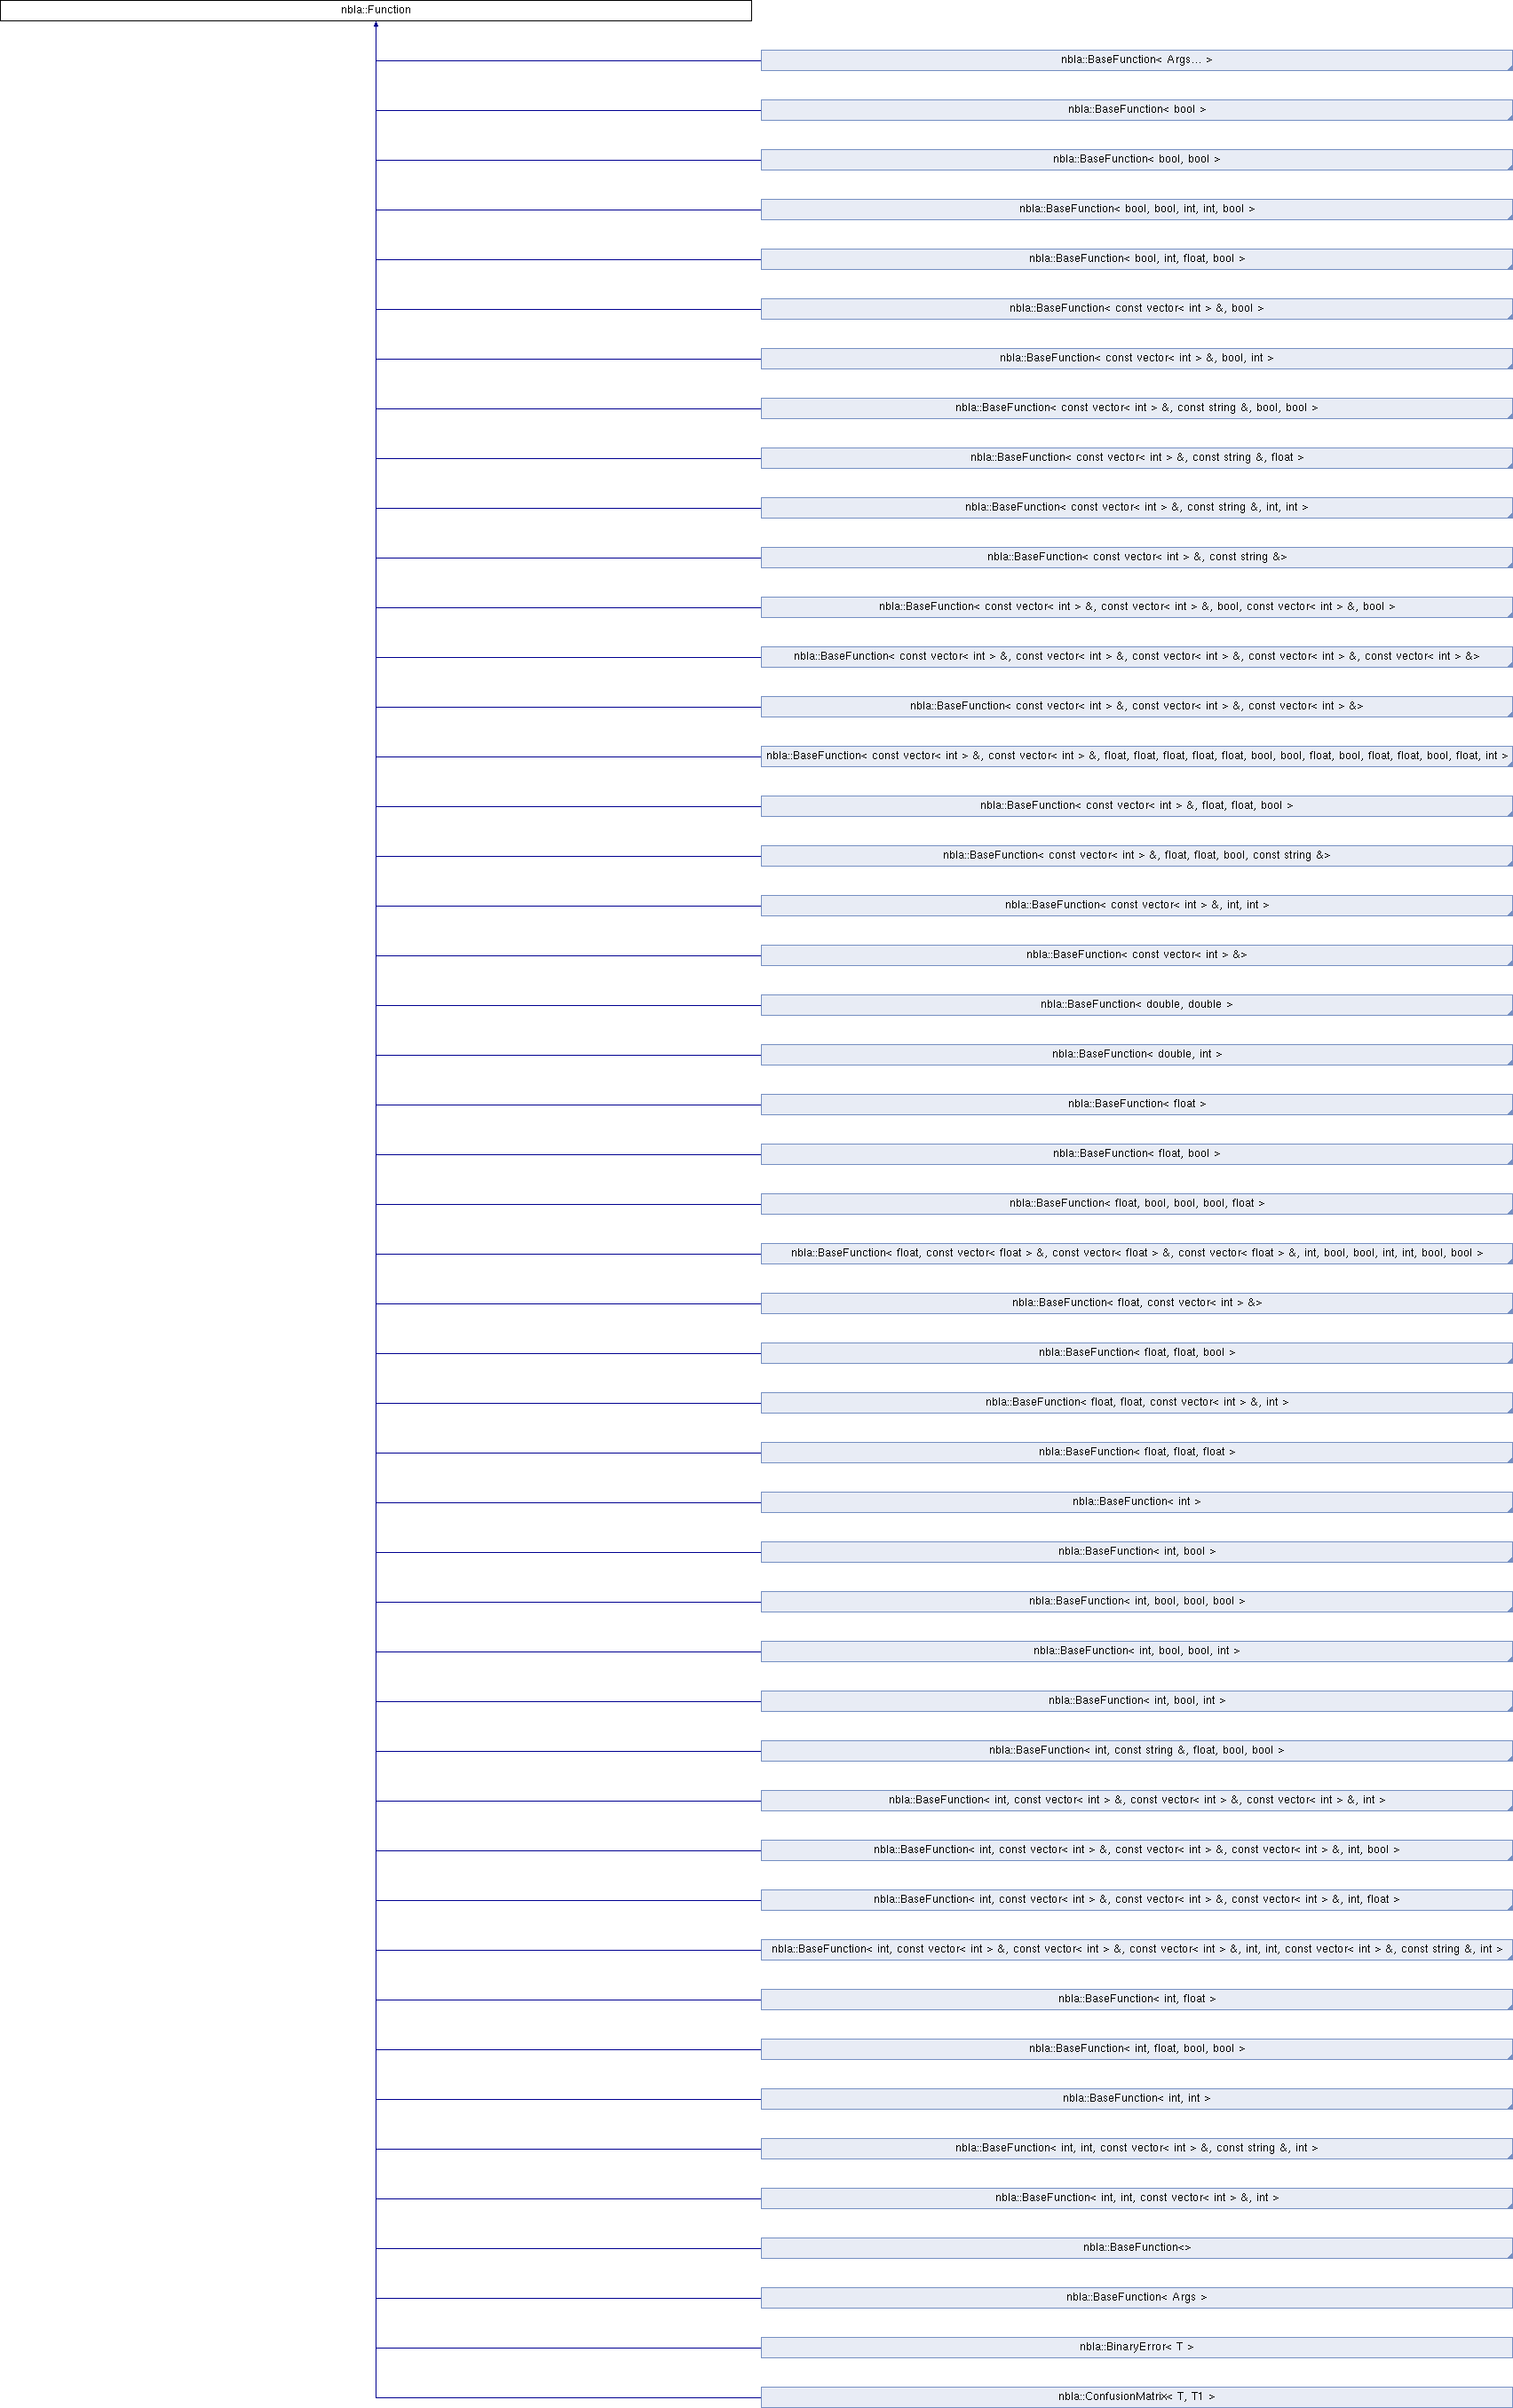 nbla::Function
nbla::BaseFunction< Args... >
nbla::BaseFunction< bool >
nbla::BaseFunction< bool, bool >
nbla::BaseFunction< bool, bool, int, int, bool >
nbla::BaseFunction< bool, int, float, bool >
nbla::BaseFunction< const vector< int > &, bool >
nbla::BaseFunction< const vector< int > &, bool, int >
nbla::BaseFunction< const vector< int > &, const string &, bool, bool >
nbla::BaseFunction< const vector< int > &, const string &, float >
nbla::BaseFunction< const vector< int > &, const string &, int, int >
nbla::BaseFunction< const vector< int > &, const string &>
nbla::BaseFunction< const vector< int > &, const vector< int > &, bool, const vector< int > &, bool >
nbla::BaseFunction< const vector< int > &, const vector< int > &, const vector< int > &, const vector< int > &, const vector< int > &>
nbla::BaseFunction< const vector< int > &, const vector< int > &, const vector< int > &>
nbla::BaseFunction< const vector< int > &, const vector< int > &, float, float, float, float, float, bool, bool, float, bool, float, float, bool, float, int >
nbla::BaseFunction< const vector< int > &, float, float, bool >
nbla::BaseFunction< const vector< int > &, float, float, bool, const string &>
nbla::BaseFunction< const vector< int > &, int, int >
nbla::BaseFunction< const vector< int > &>
nbla::BaseFunction< double, double >
nbla::BaseFunction< double, int >
nbla::BaseFunction< float >
nbla::BaseFunction< float, bool >
nbla::BaseFunction< float, bool, bool, bool, float >
nbla::BaseFunction< float, const vector< float > &, const vector< float > &, const vector< float > &, int, bool, bool, int, int, bool, bool >
nbla::BaseFunction< float, const vector< int > &>
nbla::BaseFunction< float, float, bool >
nbla::BaseFunction< float, float, const vector< int > &, int >
nbla::BaseFunction< float, float, float >
nbla::BaseFunction< int >
nbla::BaseFunction< int, bool >
nbla::BaseFunction< int, bool, bool, bool >
nbla::BaseFunction< int, bool, bool, int >
nbla::BaseFunction< int, bool, int >
nbla::BaseFunction< int, const string &, float, bool, bool >
nbla::BaseFunction< int, const vector< int > &, const vector< int > &, const vector< int > &, int >
nbla::BaseFunction< int, const vector< int > &, const vector< int > &, const vector< int > &, int, bool >
nbla::BaseFunction< int, const vector< int > &, const vector< int > &, const vector< int > &, int, float >
nbla::BaseFunction< int, const vector< int > &, const vector< int > &, const vector< int > &, int, int, const vector< int > &, const string &, int >
nbla::BaseFunction< int, float >
nbla::BaseFunction< int, float, bool, bool >
nbla::BaseFunction< int, int >
nbla::BaseFunction< int, int, const vector< int > &, const string &, int >
nbla::BaseFunction< int, int, const vector< int > &, int >
nbla::BaseFunction<>
nbla::BaseFunction< Args >
nbla::BinaryError< T >
nbla::ConfusionMatrix< T, T1 >